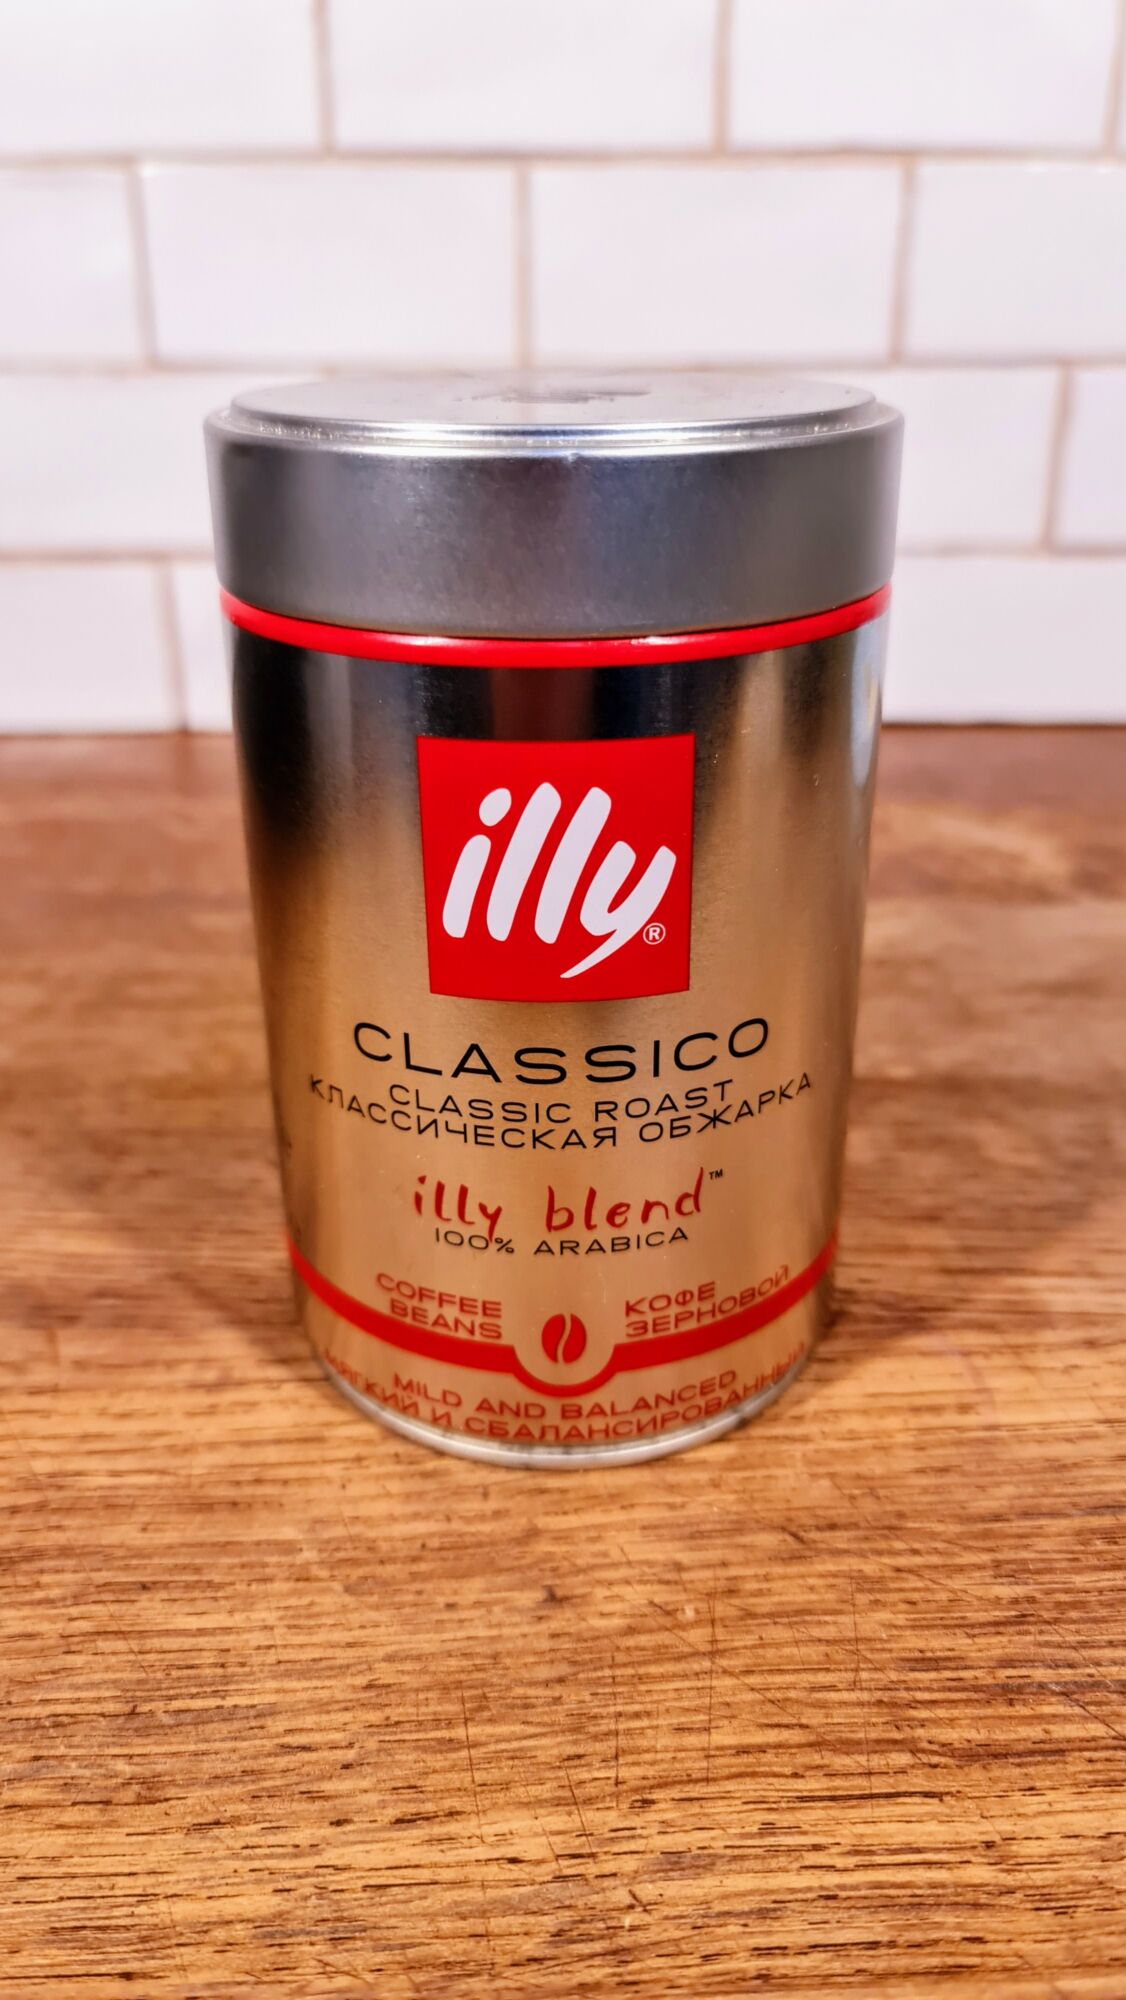 illy®
CLASSICO
CLASSIC ROAST
КЛАССИЧЕСКАЯ ОБЖАРКА
illy blend™
100% ARABICA
COFFEE
BEANS
КОФЕ
ЗЕРНОВОЙ
MILD AND BALANCED
МЯГКИЙ И СБАЛАНСИРОВАННЫЙ